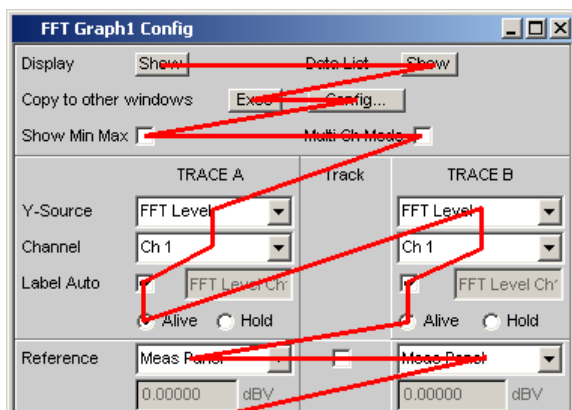 FFT Graph1 Config
Display Show Data List Show
Copy to other windows Exec Config...
Show Min Max Multi Ch Mode
TRACE A Track TRACE B
Y-Source FFT Level FFT Level
Channel Ch 1 Ch 1
Label Auto FFT Level Ch1 FFT Level Ch1
Alive Hold Alive Hold
Reference Meas Panel Meas Panel
0.00000 dBV 0.00000 dBV